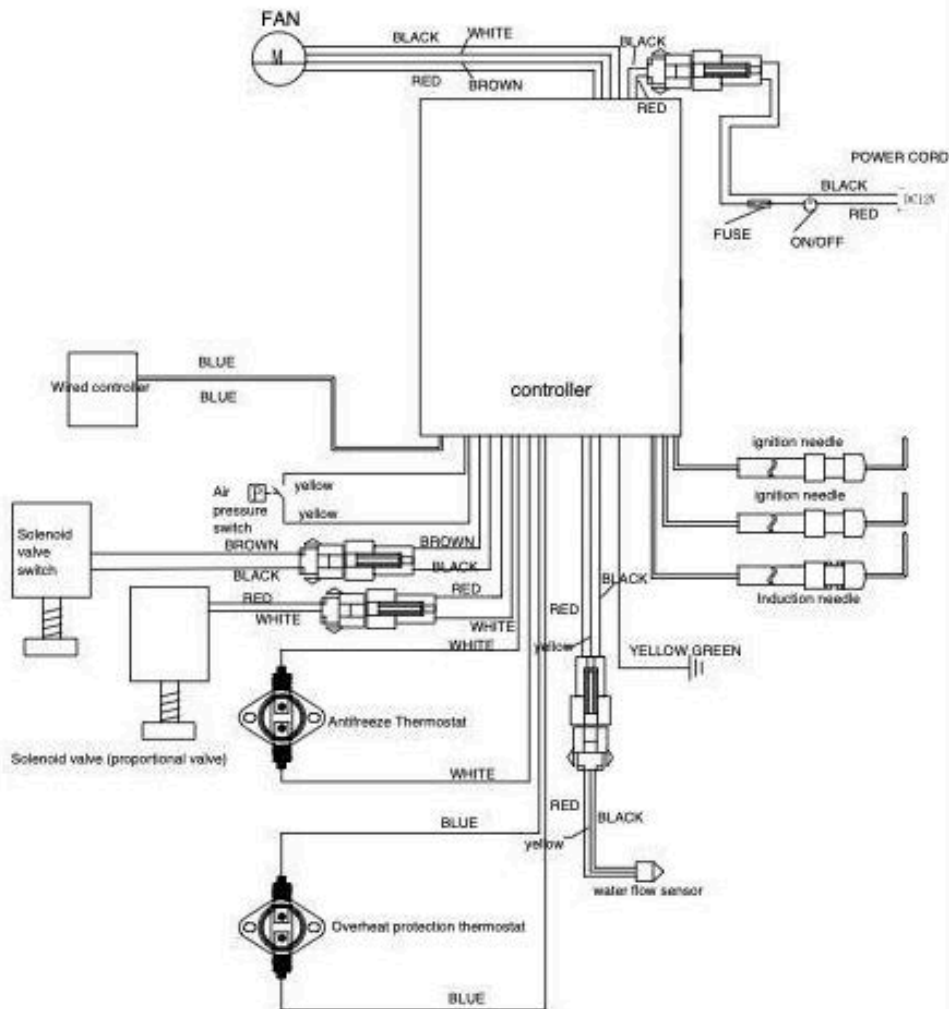 FAN
M
BLACK
WHITE
RED
BROWN
BLACK
RED
POWER CORD
BLACK
DC12V
RED
FUSE
ON/OFF
BLUE
Wired controller
BLUE
controller
ignition needle
ignition needle
Induction needle
Air
pressure
switch
P
yellow
yellow
Solenoid
valve
switch
BROWN
BLACK
BROWN
BLACK
RED
WHITE
RED
WHITE
WHITE
Antifreeze Thermostat
WHITE
Solenoid valve (proportional valve)
RED
BLACK
yellow
YELLOW GREEN
RED
BLACK
yellow
water flow sensor
BLUE
Overheat protection thermostat
BLUE